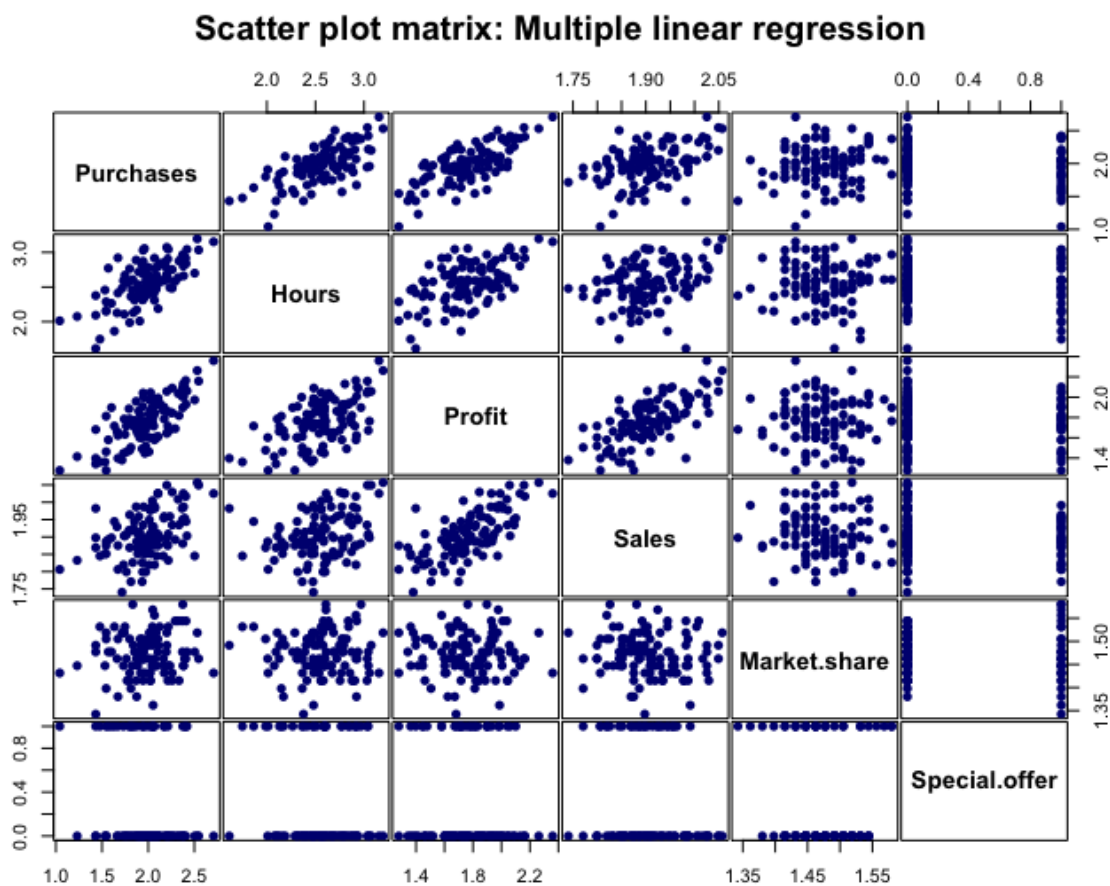 Scatter plot matrix: Multiple linear regression
2.0 2.5 3.0 1.75 1.90 2.05 0.0 0.4 0.8
Purchases
1.0 2.0
2.0 3.0
Hours
Profit
1.4 2.0
1.75 1.95
Sales
Market.share
1.35 1.50
0.0 0.4 0.8
Special.offer
1.0 1.5 2.0 2.5 1.4 1.8 2.2 1.35 1.45 1.55